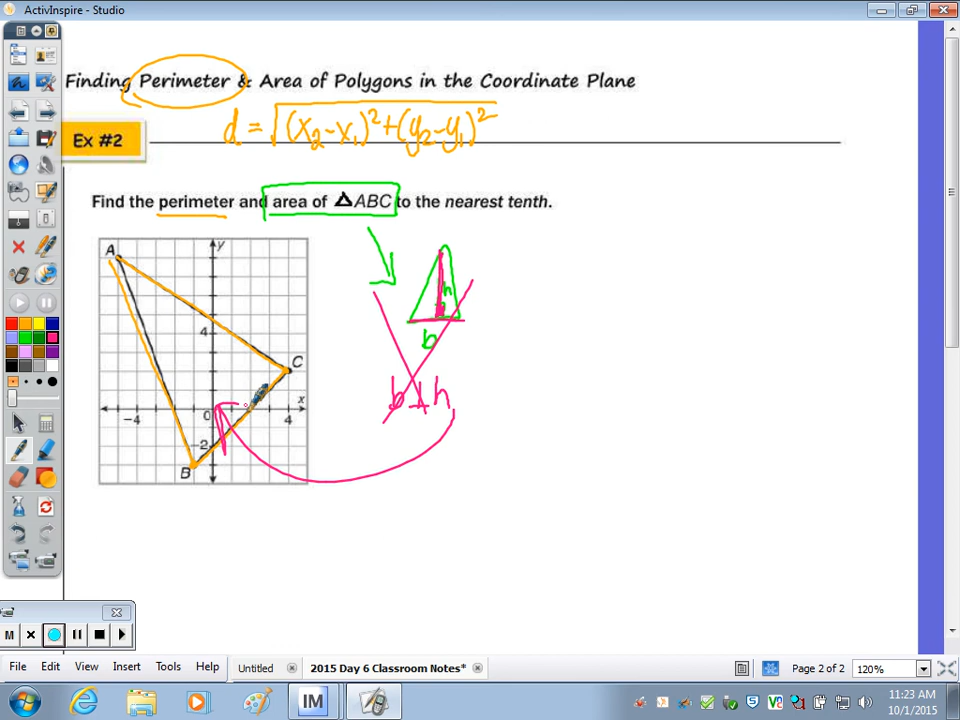 ActivInspire - Studio
Finding Perimeter & Area of Polygons in the Coordinate Plane
d = √(x₂-x₁)²+(y₂-y₁)²
Ex #2
Find the perimeter and area of △ABC to the nearest tenth.
A
y
4
h
b
C
x
-4
0
4
b ⊥ h
-2
B
M
File Edit View Insert Tools Help Untitled 2015 Day 6 Classroom Notes* Page 2 of 2 120%
IM
11:23 AM
10/1/2015